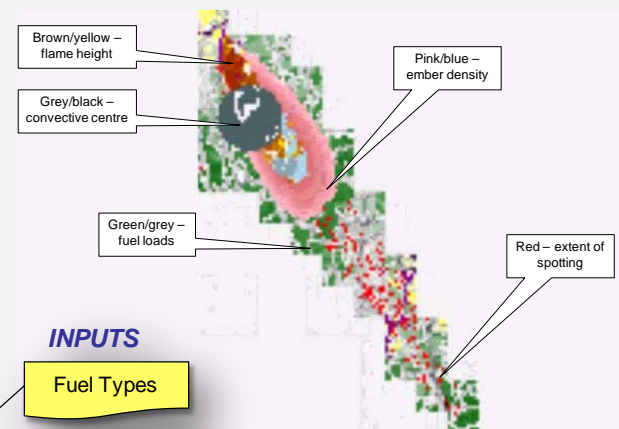 Brown/yellow –
flame height
Pink/blue –
ember density
Grey/black –
convective centre
Green/grey –
fuel loads
Red – extent of
spotting
INPUTS
Fuel Types